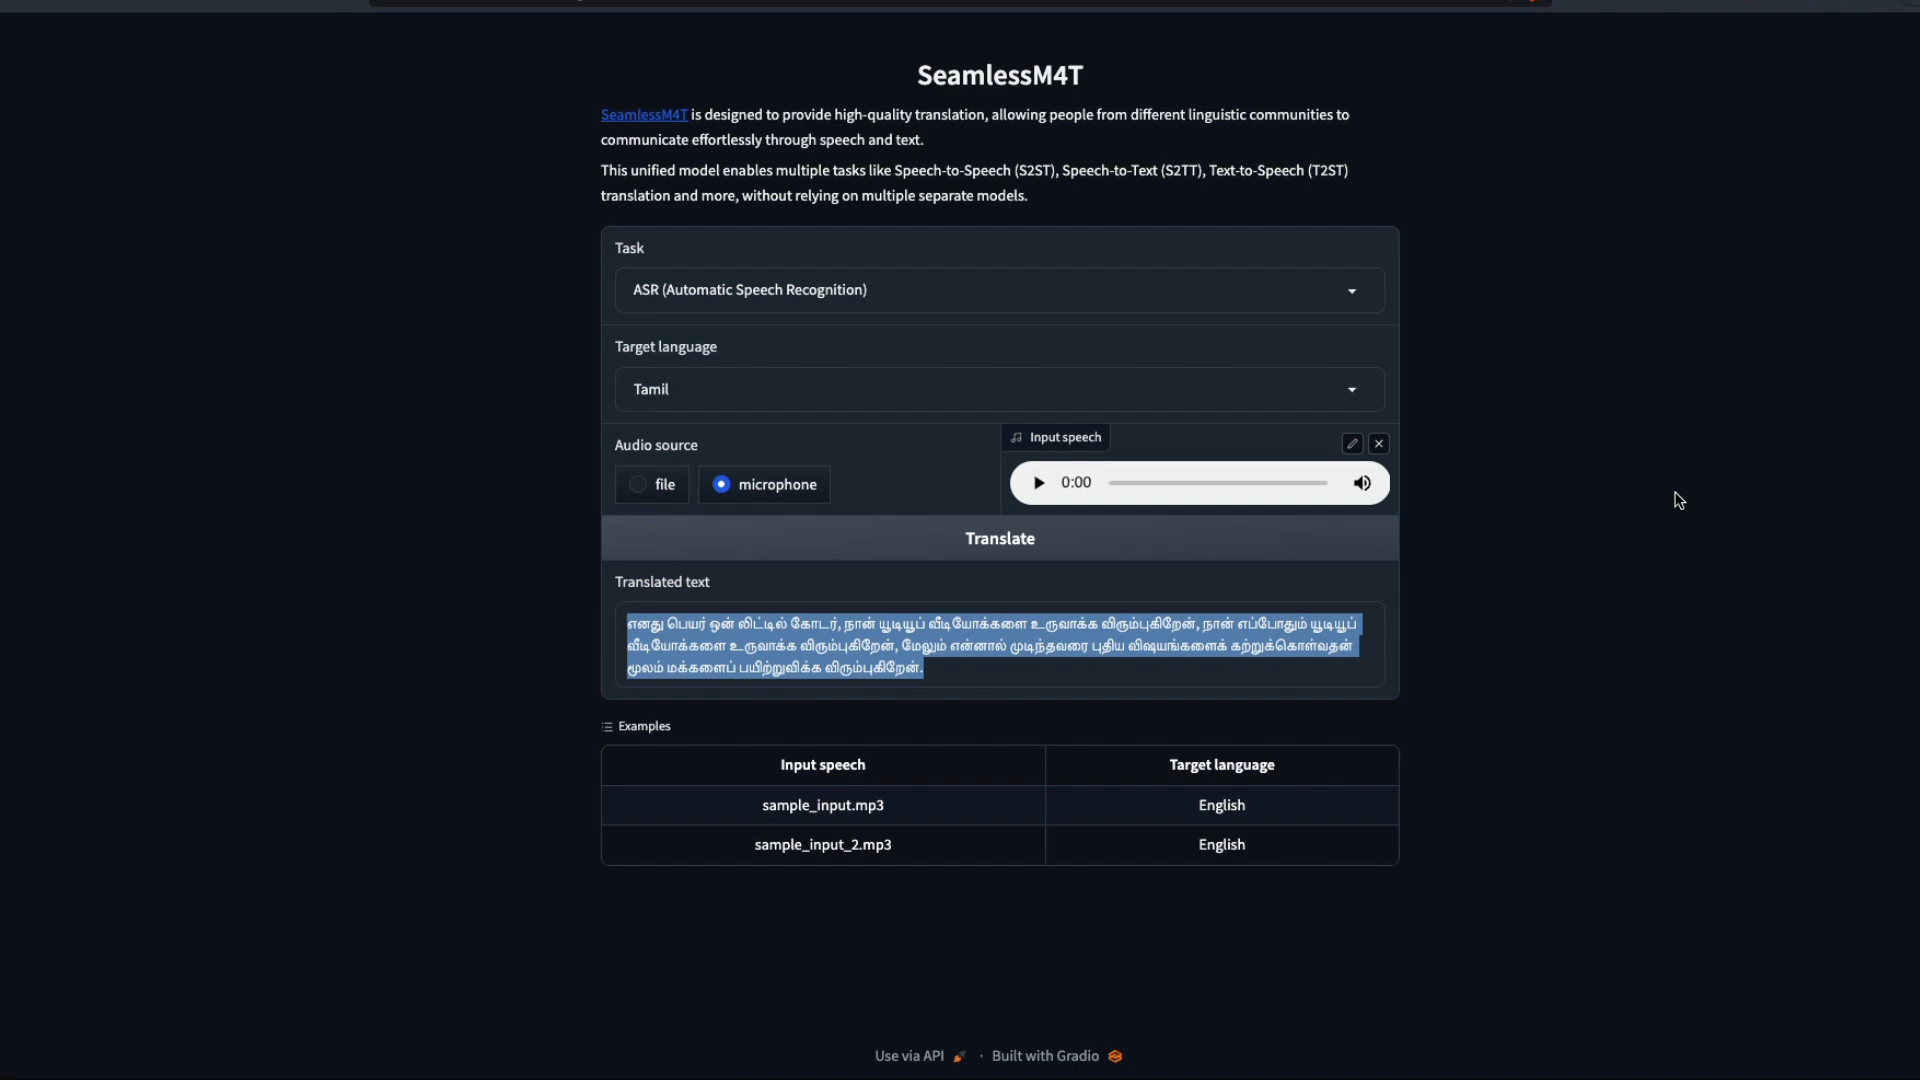 SeamlessM4T
SeamlessM4T is designed to provide high-quality translation, allowing people from different linguistic communities to
communicate effortlessly through speech and text.
This unified model enables multiple tasks like Speech-to-Speech (S2ST), Speech-to-Text (S2TT), Text-to-Speech (T2ST)
translation and more, without relying on multiple separate models.
Task
ASR (Automatic Speech Recognition)
Target language
Tamil
Audio source
Input speech
file
microphone
0:00
Translate
Translated text
எனது பெயர் ஒன் லிட்டில் கோடர், நான் யூடியூப் வீடியோக்களை உருவாக்க விரும்புகிறேன், நான் எப்போதும் யூடியூப்
வீடியோக்களை உருவாக்க விரும்புகிறேன், மேலும் என்னால் முடிந்தவரை புதிய விஷயங்களைக் கற்றுக்கொள்வதன்
மூலம் மக்களைப் பயிற்றுவிக்க விரும்புகிறேன்.
Examples
Input speech Target language
sample_input.mp3 English
sample_input_2.mp3 English
Use via API · Built with Gradio